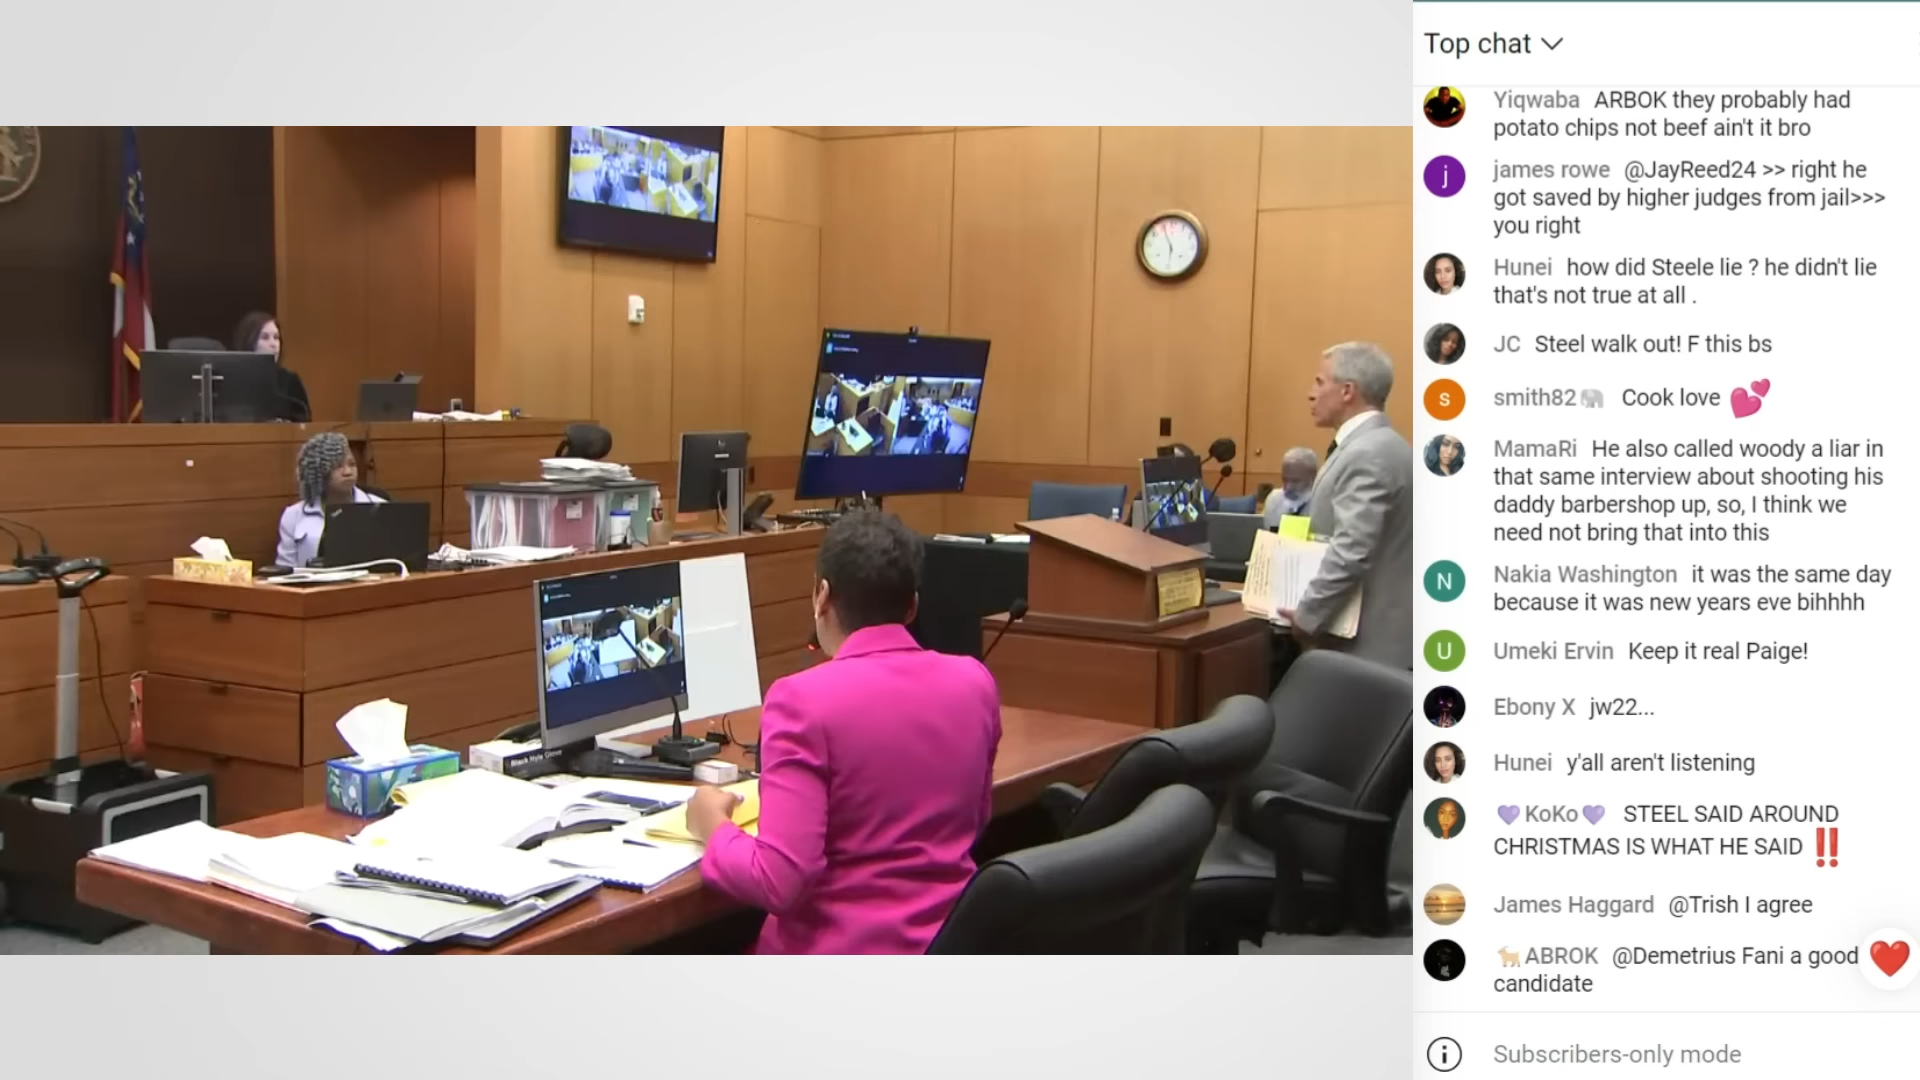 Top chat
Yiqwaba ARBOK they probably had
potato chips not beef ain't it bro
j
james rowe @JayReed24 >> right he
got saved by higher judges from jail>>>
you right
Hunei how did Steele lie ? he didn't lie
that's not true at all .
JC Steel walk out! F this bs
s
smith82🐘 Cook love 💕
MamaRi He also called woody a liar in
that same interview about shooting his
daddy barbershop up, so, I think we
need not bring that into this
N
Nakia Washington it was the same day
because it was new years eve bihhhh
U
Umeki Ervin Keep it real Paige!
Ebony X jw22...
Hunei y'all aren't listening
💜KoKo💜 STEEL SAID AROUND
CHRISTMAS IS WHAT HE SAID ‼️
James Haggard @Trish I agree
🐐ABROK @Demetrius Fani a good
candidate
Subscribers-only mode